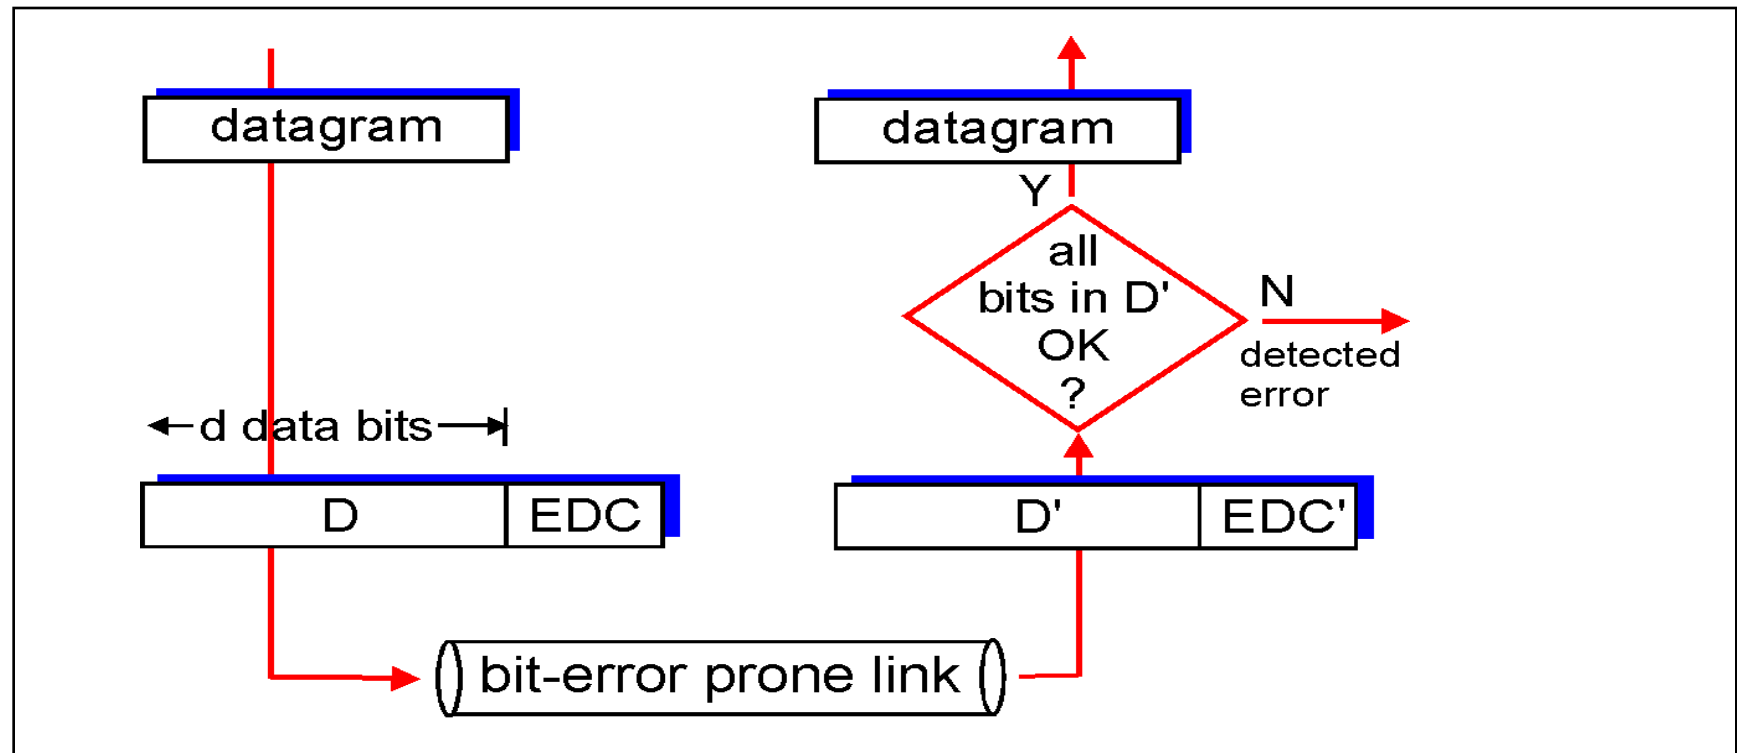 datagram
d data bits
D EDC
bit-error prone link
datagram
Y
all
bits in D'
OK
?
N
detected
error
D' EDC'